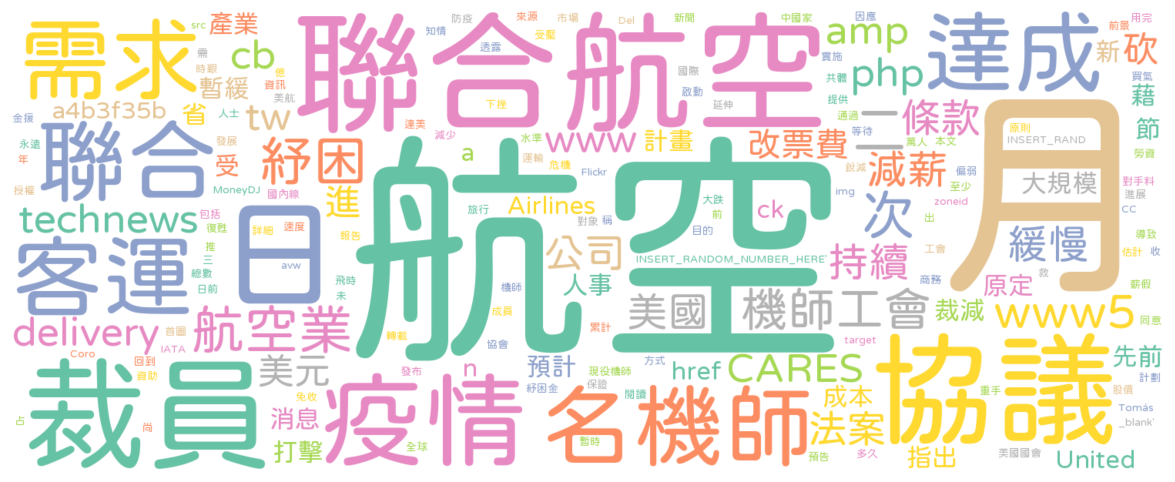 需求
聯合航空
達成
月
航空
日
聯合
客運
裁員
疫情
名機師
協議
cb
產業
暫緩
a4b3f35b
省
tw
受
紓困
technews
進
delivery
航空業
美元
消息
打擊
www
計畫
a
Airlines
公司
人事
改票費
二
條款
減薪
次
ck
持續
美國
機師工會
裁減
amp
php
新
砍
藉
節
大規模
緩慢
原定
www5
先前
CARES
href
n
預計
成本
法案
指出
United
防疫
知情
來源
市場
Del
新聞
透露
受壓
中國家
因應
實施
前景
用完
買氣
src
需
時艱
億
資訊
美航
人士
發展
金援
永遠
年
授權
MoneyDJ
國內線
包括
復甦
推
三
詳細
速度
總數
日前
avw
下挫
達美
減少
水準
運輸
危機
Flickr
旅行
國際
啟動
延伸
共體
提供
通過
等待
萬人
本文
原則
INSERT_RAND
勞資
對手料
進展
CC
銳減
偏弱
至少
zoneid
img
大跌
前
目的
對象
稱
INSERT_RANDOM_NUMBER_HERE
出
工會
商務
救
導致
估計
收
薪假
同意
報告
飛時
未
機師
成員
協會
累計
轉載
首圖
IATA
Coro
回到
資助
發布
免收
全球
紓困金
方式
現役機師
保證
閱讀
暫時
target
預告
多久
重手
股價
計劃
Tomás
_blank'
美國國會
占
尚